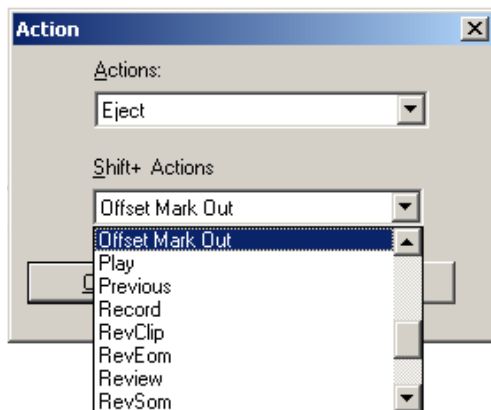 Action
Actions:
Eject
Shift+ Actions
Offset Mark Out
Offset Mark Out
Play
Previous
Record
RevClip
RevEom
Review
RevSom